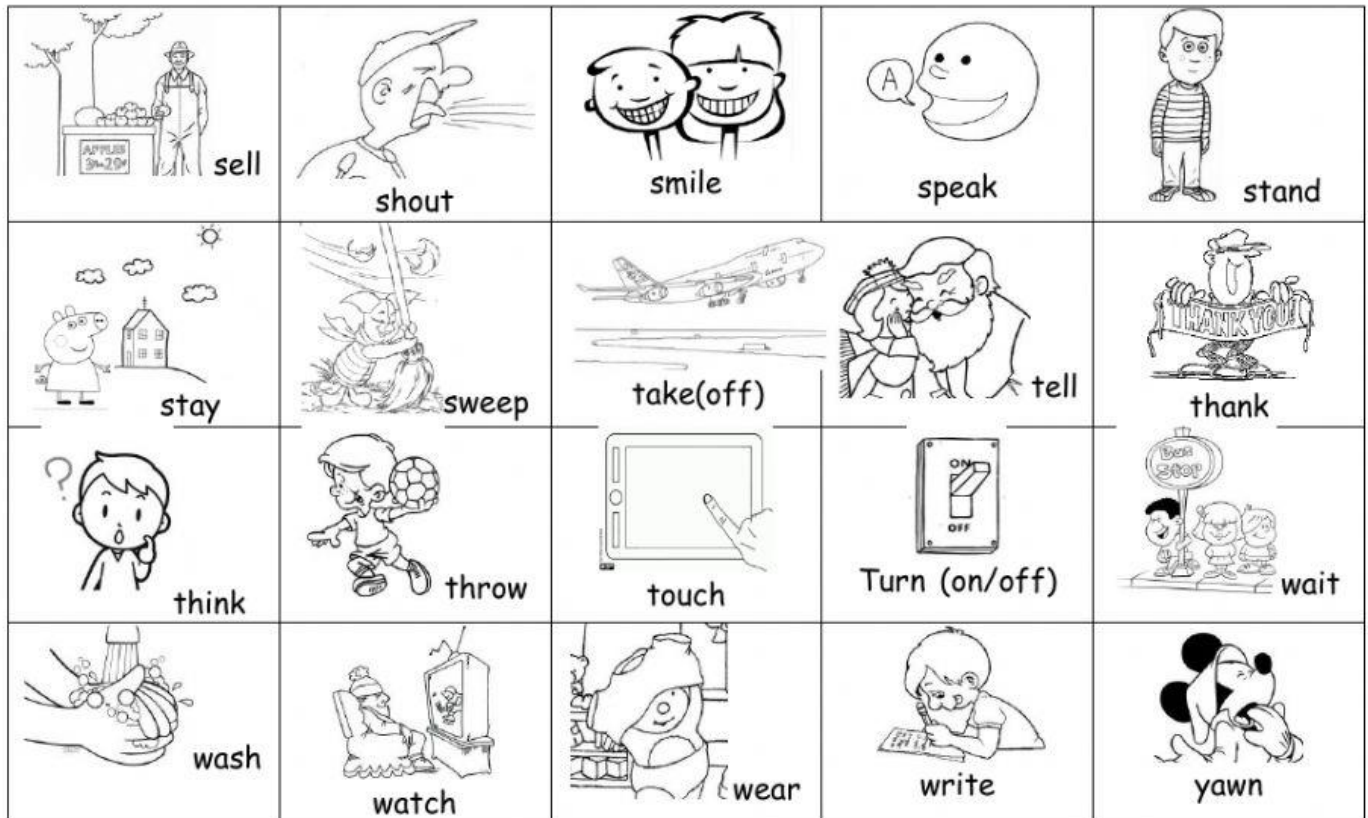 APPLES
sell
shout
smile
A
speak
stand
stay
sweep
take(off)
tell
THANK YOU!
thank
?
think
throw
touch
ON
OFF
Turn (on/off)
Bus
Stop
wait
wash
watch
wear
write
yawn